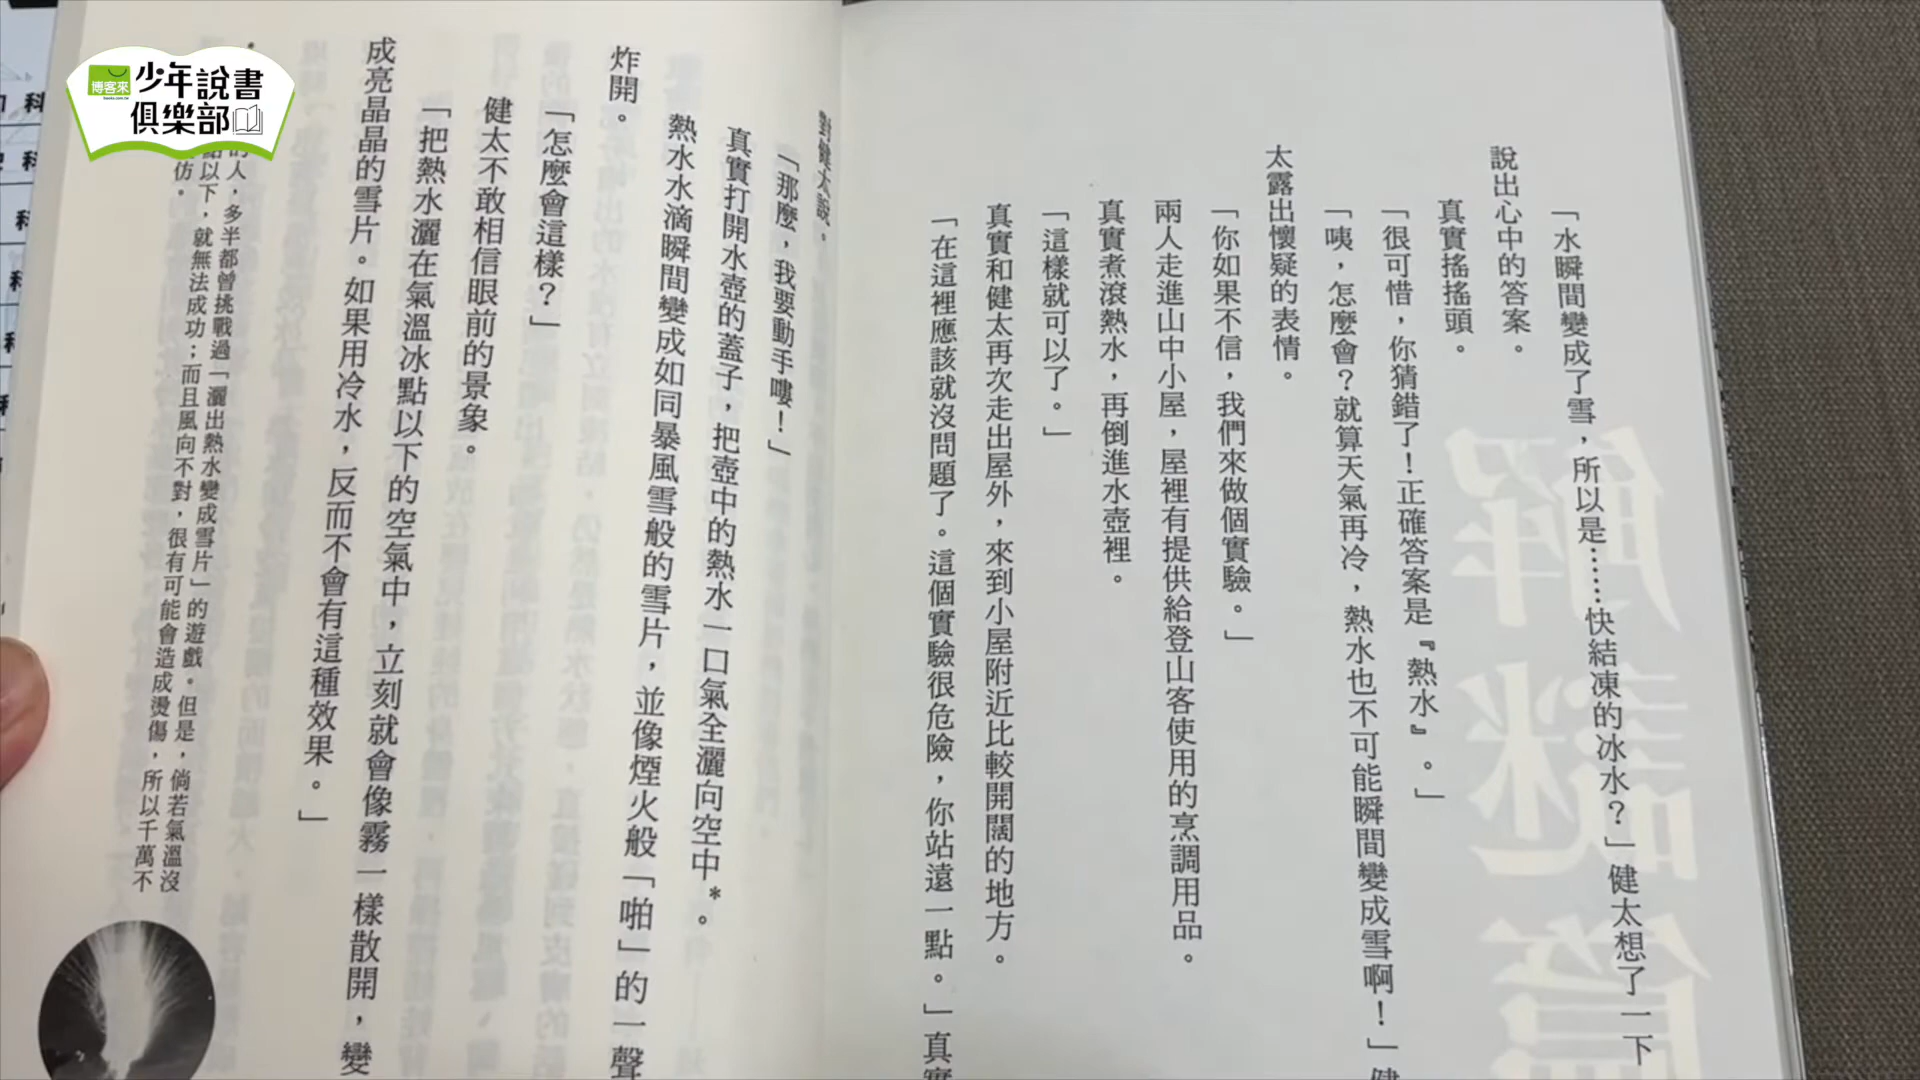 博客來
少年說書
俱樂部
解謎篇
「水瞬間變成了雪，所以是……快結凍的冰水？」健太想了一下
說出心中的答案。
真實搖搖頭。
「很可惜，你猜錯了！正確答案是『熱水』。」
「咦，怎麼會？就算天氣再冷，熱水也不可能瞬間變成雪啊！」健
太露出懷疑的表情。
「你如果不信，我們來做個實驗。」
兩人走進山中小屋，屋裡有提供給登山客使用的烹調用品。
真實煮滾熱水，再倒進水壺裡。
「這樣就可以了。」
真實和健太再次走出屋外，來到小屋附近比較開闊的地方。
「在這裡應該就沒問題了。這個實驗很危險，你站遠一點。」真實
對健太說。
「那麼，我要動手嘍！」
真實打開水壺的蓋子，把壺中的熱水一口氣全灑向空中*。
熱水水滴瞬間變成如同暴風雪般的雪片，並像煙火般「啪」的一聲
炸開。
「怎麼會這樣？」
健太不敢相信眼前的景象。
「把熱水灑在氣溫冰點以下的空氣中，立刻就會像霧一樣散開，變
成亮晶晶的雪片。如果用冷水，反而不會有這種效果。」
的人，多半都曾挑戰過「灑出熱水變成雪片」的遊戲。但是，倘若氣溫沒
以下，就無法成功；而且風向不對，很有可能會造成燙傷，所以千萬不
仿。